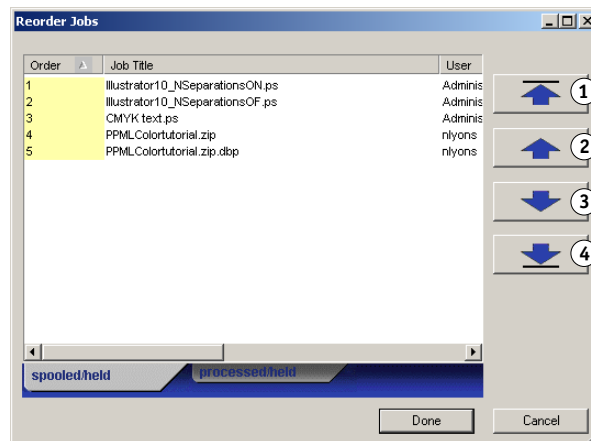 Reorder Jobs
Order Job Title User
1 Illustrator10_NSeparationsON.ps Adminis
2 Illustrator10_NSeparationsOF.ps Adminis
3 CMYK text.ps Adminis
4 PPMLColortutorial.zip nlyons
5 PPMLColortutorial.zip.dbp nlyons
1
2
3
4
spooled/held processed/held
Done Cancel